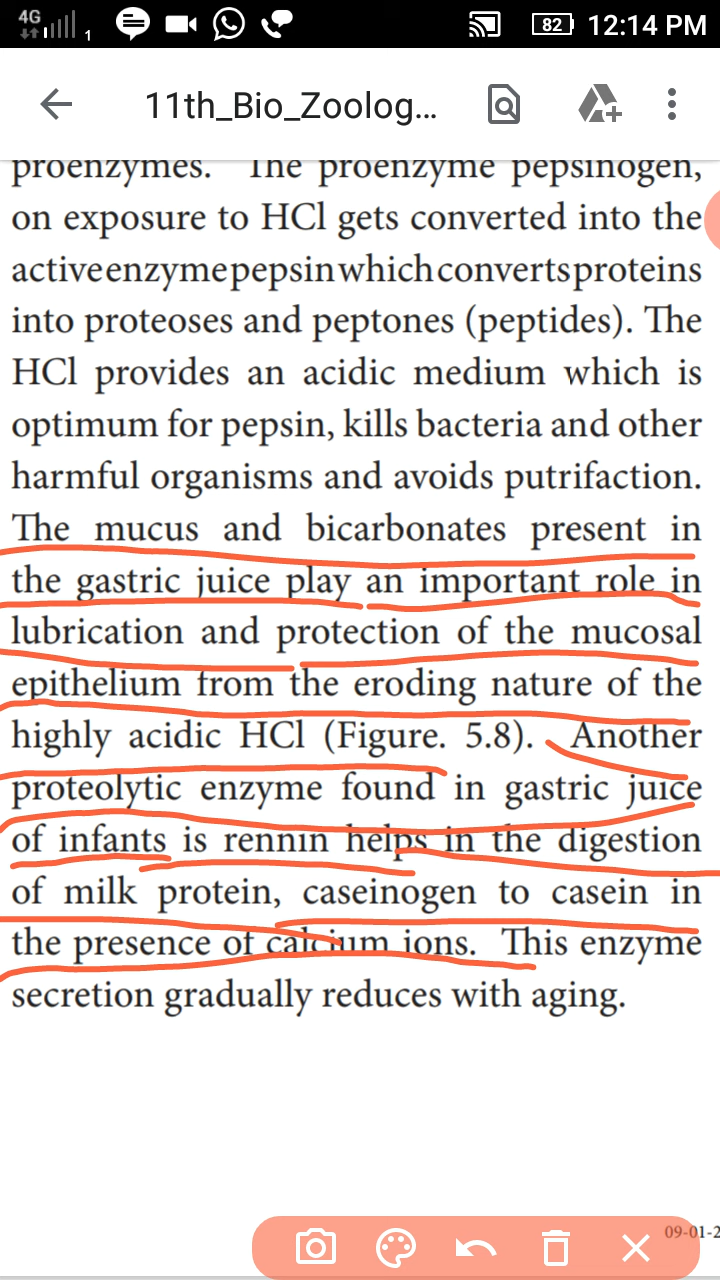 4G 1 82 12:14 PM
11th_Bio_Zoolog...
proenzymes. The proenzyme pepsinogen,
on exposure to HCl gets converted into the
active enzyme pepsin which converts proteins
into proteoses and peptones (peptides). The
HCl provides an acidic medium which is
optimum for pepsin, kills bacteria and other
harmful organisms and avoids putrifaction.
The mucus and bicarbonates present in
the gastric juice play an important role in
lubrication and protection of the mucosal
epithelium from the eroding nature of the
highly acidic HCl (Figure. 5.8). Another
proteolytic enzyme found in gastric juice
of infants is rennin helps in the digestion
of milk protein, caseinogen to casein in
the presence of calcium ions. This enzyme
secretion gradually reduces with aging.
09-01-2